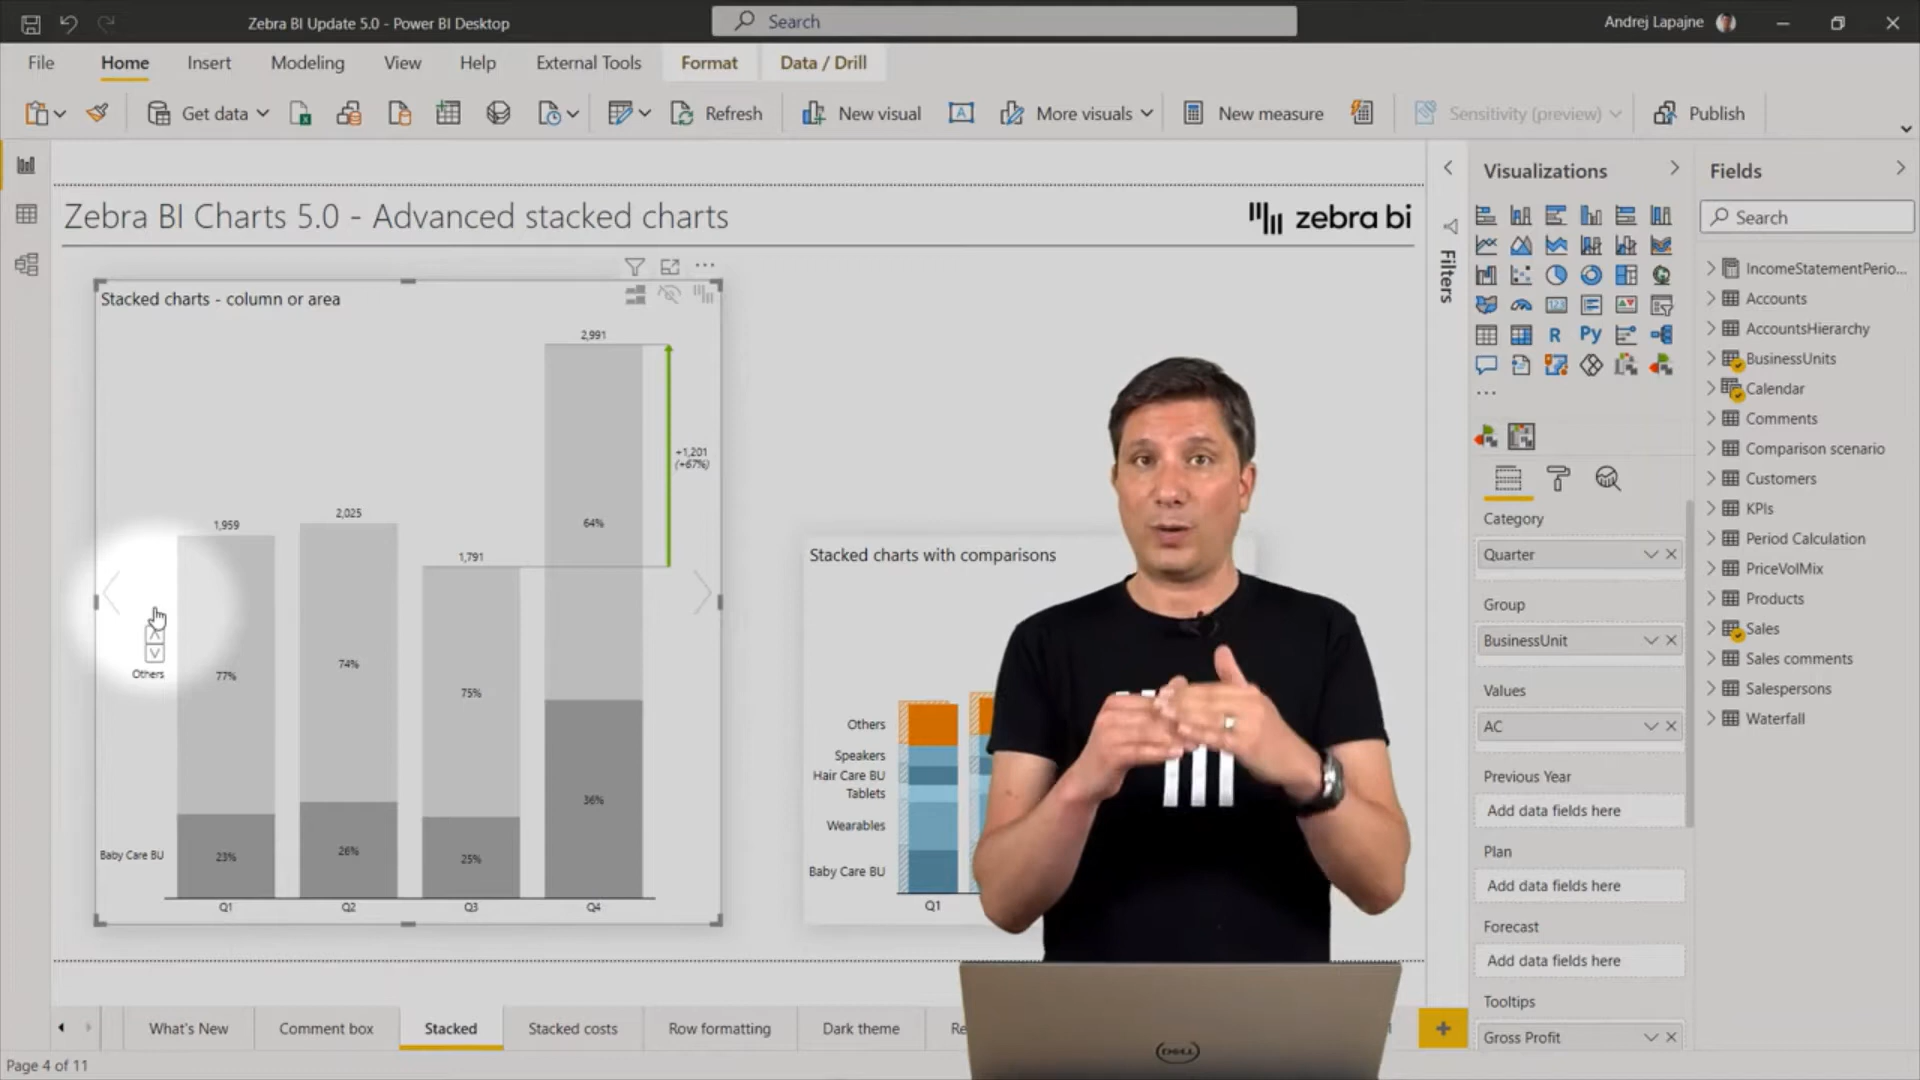 Zebra BI Update 5.0 - Power BI Desktop
Search
Andrej Lapajne
File
Home
Insert
Modeling
View
Help
External Tools
Format
Data / Drill
Get data
Refresh
New visual
More visuals
New measure
Sensitivity (preview)
Publish
Zebra BI Charts 5.0 - Advanced stacked charts
zebra bi
Stacked charts - column or area
2,991
+1,201
(+67%)
1,959
2,025
1,791
64%
77%
74%
75%
Others
36%
Baby Care BU
23%
26%
25%
Q1
Q2
Q3
Q4
Stacked charts with comparisons
Others
Speakers
Hair Care BU
Tablets
Wearables
Baby Care BU
Q1
DELL
Filters
Visualizations
R
Py
123
Category
Quarter
Group
BusinessUnit
Values
AC
Previous Year
Add data fields here
Plan
Add data fields here
Forecast
Add data fields here
Tooltips
Gross Profit
Fields
Search
IncomeStatementPerio...
Accounts
AccountsHierarchy
BusinessUnits
Calendar
Comments
Comparison scenario
Customers
KPIs
Period Calculation
PriceVolMix
Products
Sales
Sales comments
Salespersons
Waterfall
What's New
Comment box
Stacked
Stacked costs
Row formatting
Dark theme
Page 4 of 11